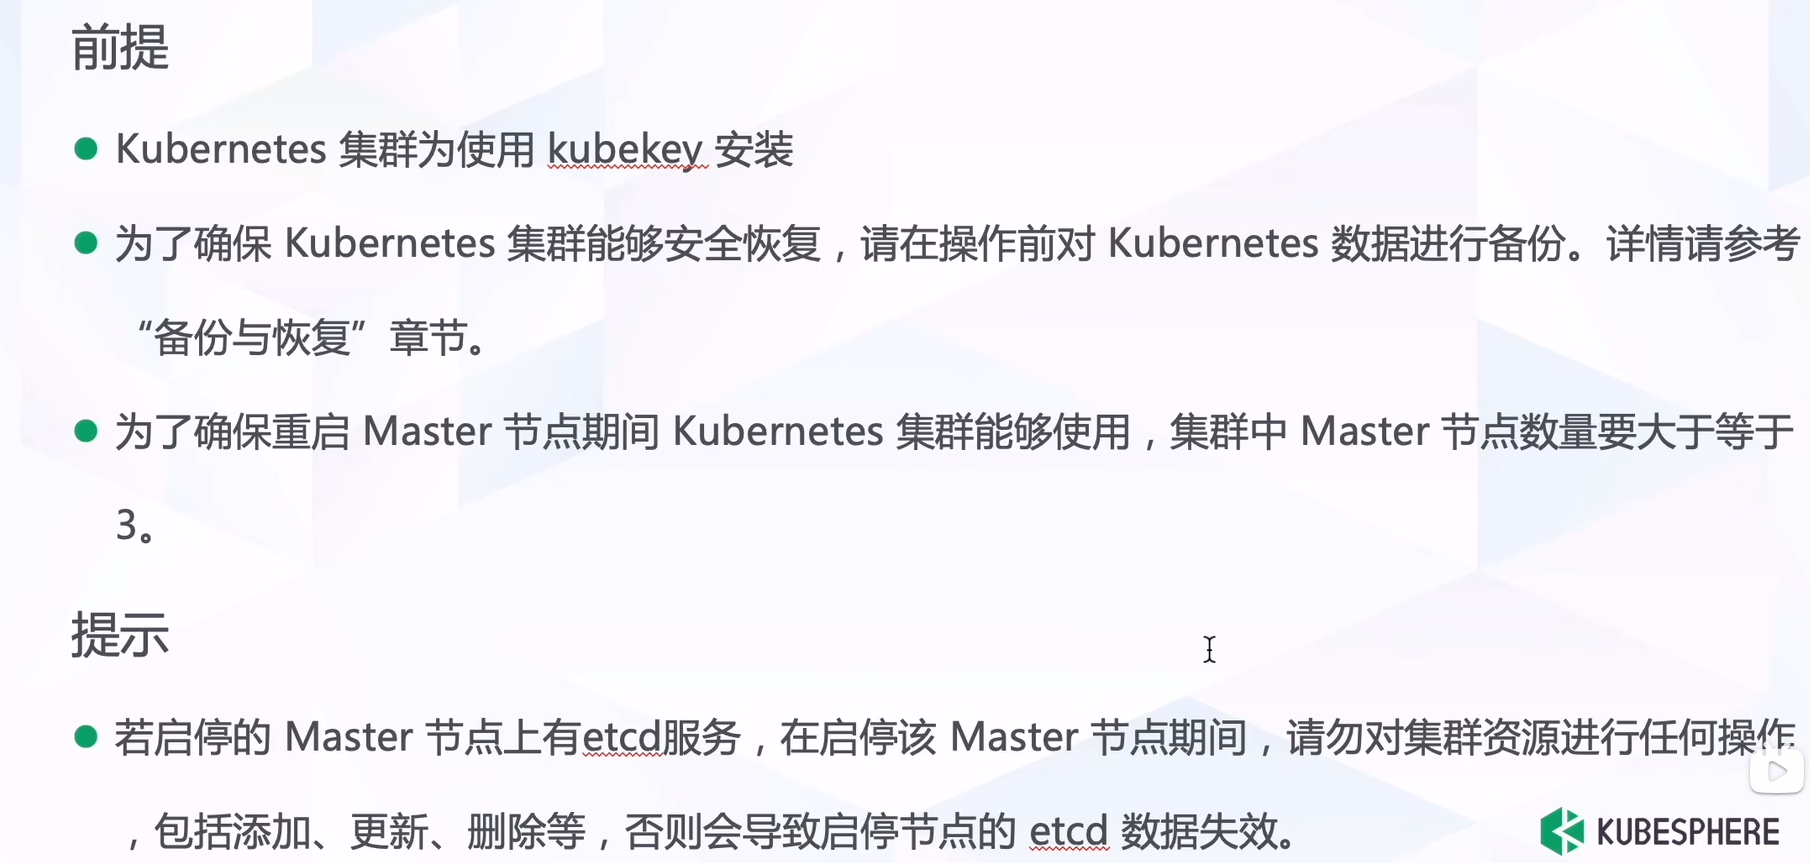 前提
Kubernetes 集群为使用 kubekey 安装
为了确保 Kubernetes 集群能够安全恢复，请在操作前对 Kubernetes 数据进行备份。详情请参考
“备份与恢复”章节。
为了确保重启 Master 节点期间 Kubernetes 集群能够使用，集群中 Master 节点数量要大于等于
3。
提示
若启停的 Master 节点上有etcd服务，在启停该 Master 节点期间，请勿对集群资源进行任何操作
，包括添加、更新、删除等，否则会导致启停节点的 etcd 数据失效。
KUBESPHERE